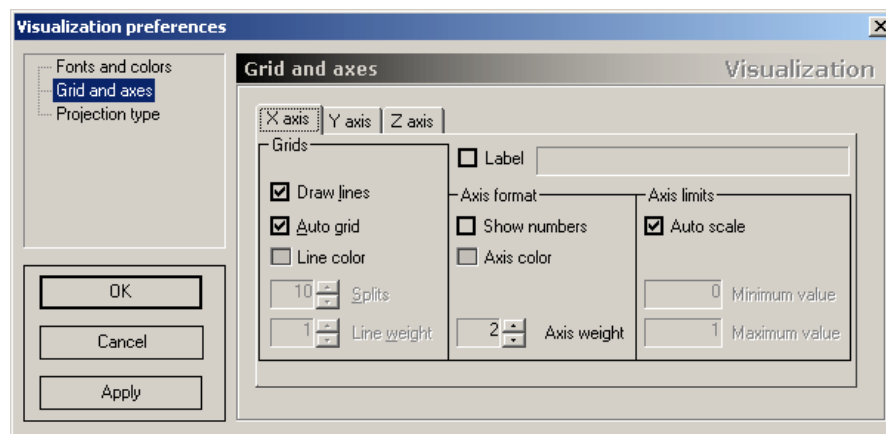 Visualization preferences
Fonts and colors
Grid and axes
Projection type
OK
Cancel
Apply
Grid and axes
Visualization
X axis
Y axis
Z axis
Grids
Draw lines
Auto grid
Line color
10 Splits
1 Line weight
Label
Axis format
Show numbers
Axis color
2 Axis weight
Axis limits
Auto scale
0 Minimum value
1 Maximum value